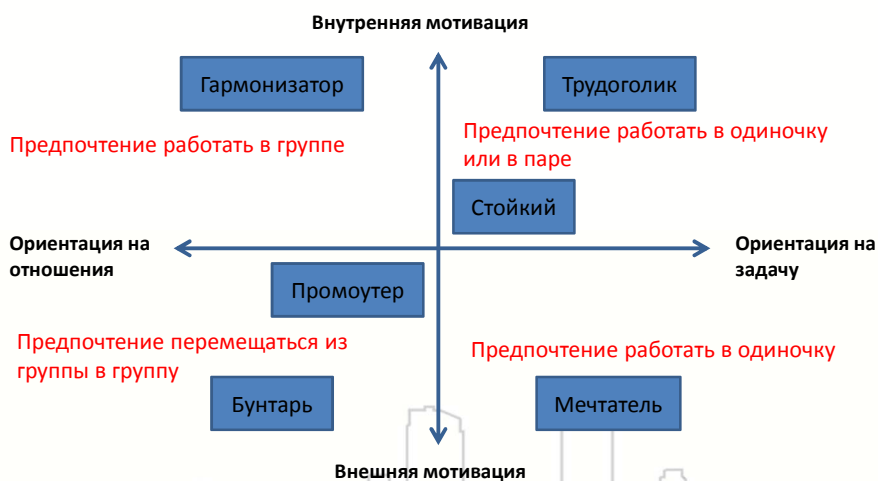 Внутренняя мотивация
Гармонизатор
Трудоголик
Предпочтение работать в группе
Предпочтение работать в одиночку
или в паре
Стойкий
Ориентация на
отношения
Ориентация на
задачу
Промоутер
Предпочтение перемещаться из
группы в группу
Предпочтение работать в одиночку
Бунтарь
Мечтатель
Внешняя мотивация